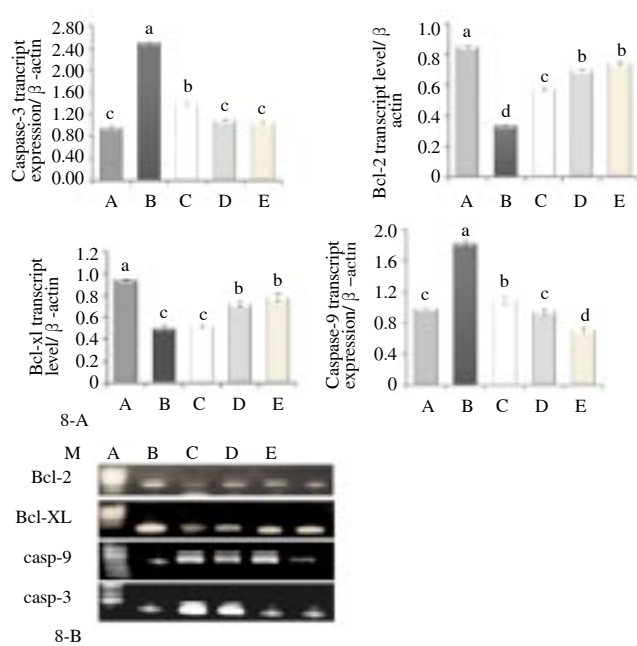 Caspase-3 trancript
expression/ β -actin
2.80
2.40
2.00
1.60
1.20
0.80
0.40
0.00
c
a
b
c
c
A B C D E
Bcl-2 transcript level/ β
actin
1.0
0.8
0.6
0.4
0.2
0
a
d
c
b
b
A B C D E
Bcl-xl transcript
level/ β -actin
1.2
1.0
0.8
0.6
0.4
0.2
0
a
c
c
b
b
A B C D E
8-A
Caspase-9 transcript
expression/ β -actin
2.0
1.6
1.2
0.8
0.4
0
c
a
b
c
d
A B C D E
M A B C D E
Bcl-2
Bcl-XL
casp-9
casp-3
8-B